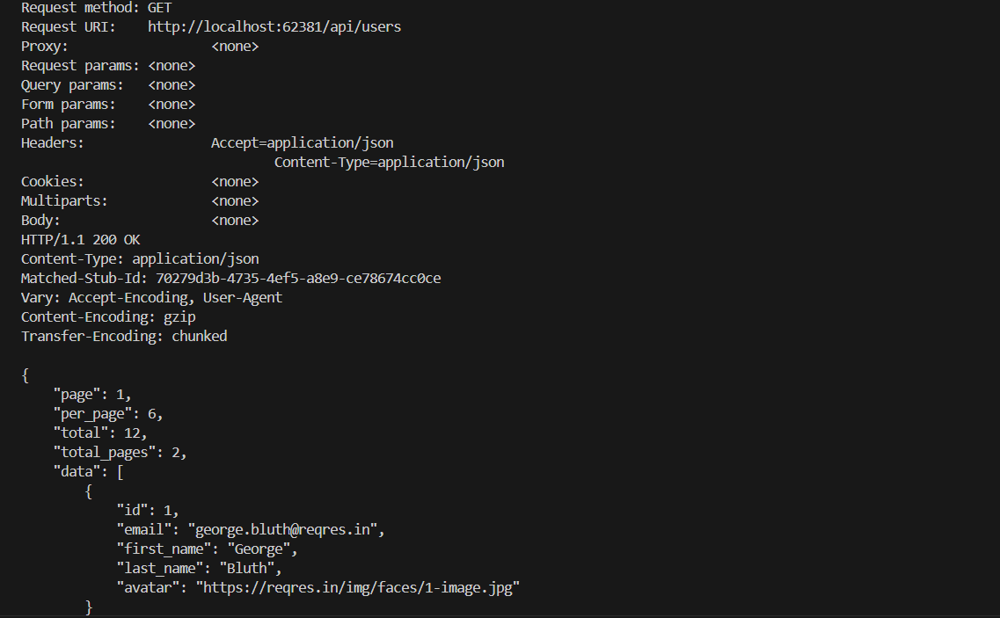 Request method: GET
Request URI: http://localhost:62381/api/users
Proxy: <none>
Request params: <none>
Query params: <none>
Form params: <none>
Path params: <none>
Headers: Accept=application/json
Content-Type=application/json
Cookies: <none>
Multiparts: <none>
Body: <none>
HTTP/1.1 200 OK
Content-Type: application/json
Matched-Stub-Id: 70279d3b-4735-4ef5-a8e9-ce78674cc0ce
Vary: Accept-Encoding, User-Agent
Content-Encoding: gzip
Transfer-Encoding: chunked
{
"page": 1,
"per_page": 6,
"total": 12,
"total_pages": 2,
"data": [
{
"id": 1,
"email": "george.bluth@reqres.in",
"first_name": "George",
"last_name": "Bluth",
"avatar": "https://reqres.in/img/faces/1-image.jpg"
}